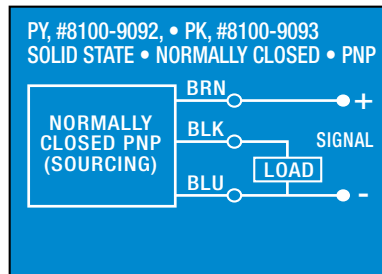 PY, #8100-9092, • PK, #8100-9093
SOLID STATE • NORMALLY CLOSED • PNP
BRN
+
NORMALLY
CLOSED PNP
(SOURCING)
BLK
SIGNAL
LOAD
BLU
-